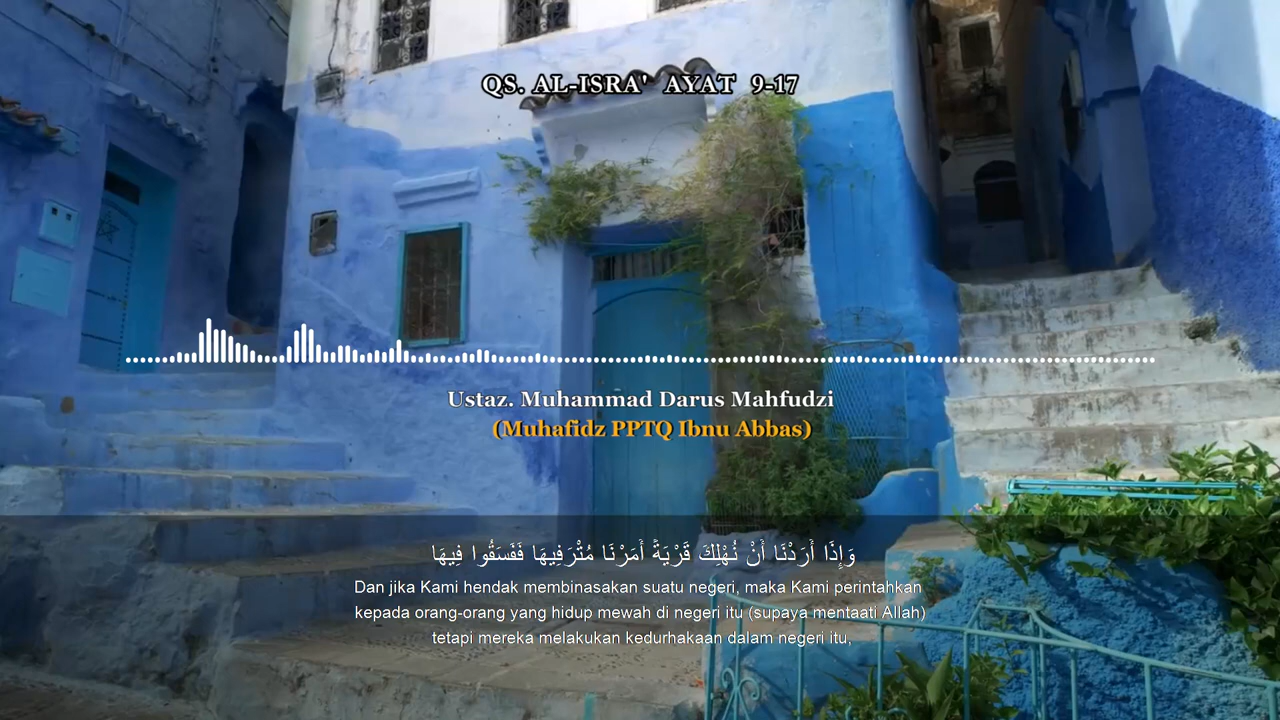 QS. AL-ISRA' AYAT 9-17
Ustaz. Muhammad Darus Mahfudzi
(Muhafidz PPTQ Ibnu Abbas)
وَإِذَا أَرَدْنَا أَنْ نُهْلِكَ قَرْيَةً أَمَرْنَا مُتْرَفِيهَا فَفَسَقُوا فِيهَا
Dan jika Kami hendak membinasakan suatu negeri, maka Kami perintahkan
kepada orang-orang yang hidup mewah di negeri itu (supaya mentaati Allah)
tetapi mereka melakukan kedurhakaan dalam negeri itu,